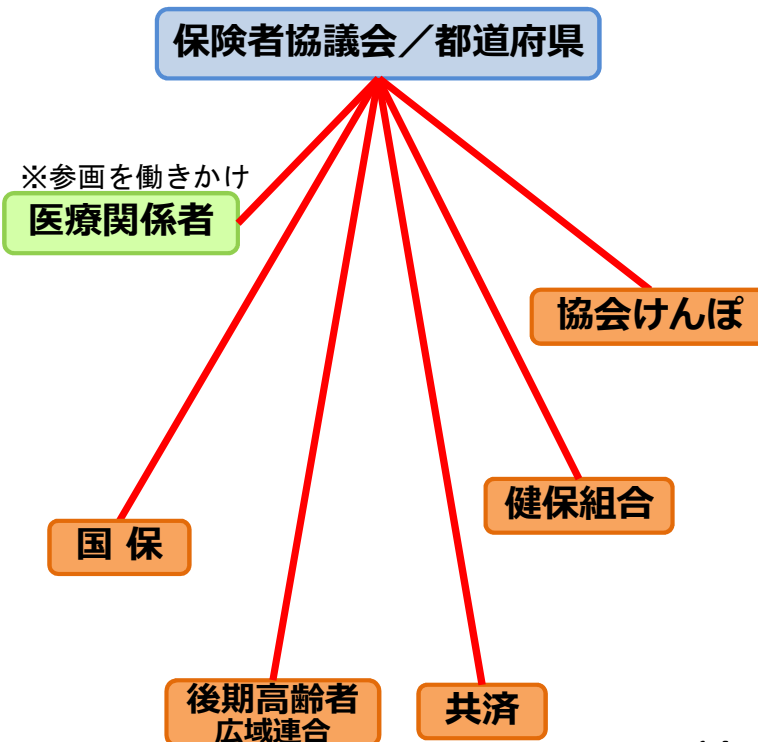 保険者協議会／都道府県
※参画を働きかけ
医療関係者
協会けんぽ
健保組合
国 保
後期高齢者
広域連合
共済